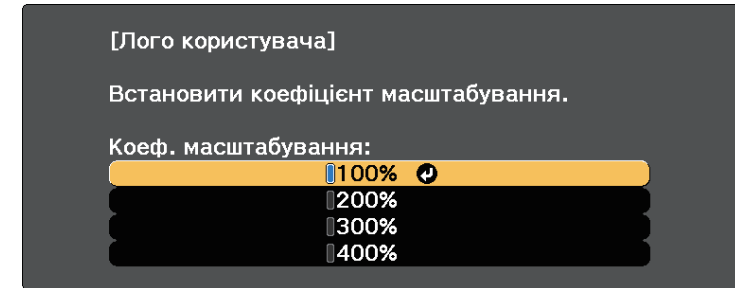 [Лого користувача]
Встановити коефіцієнт масштабування.
Коеф. масштабування:
100%
200%
300%
400%